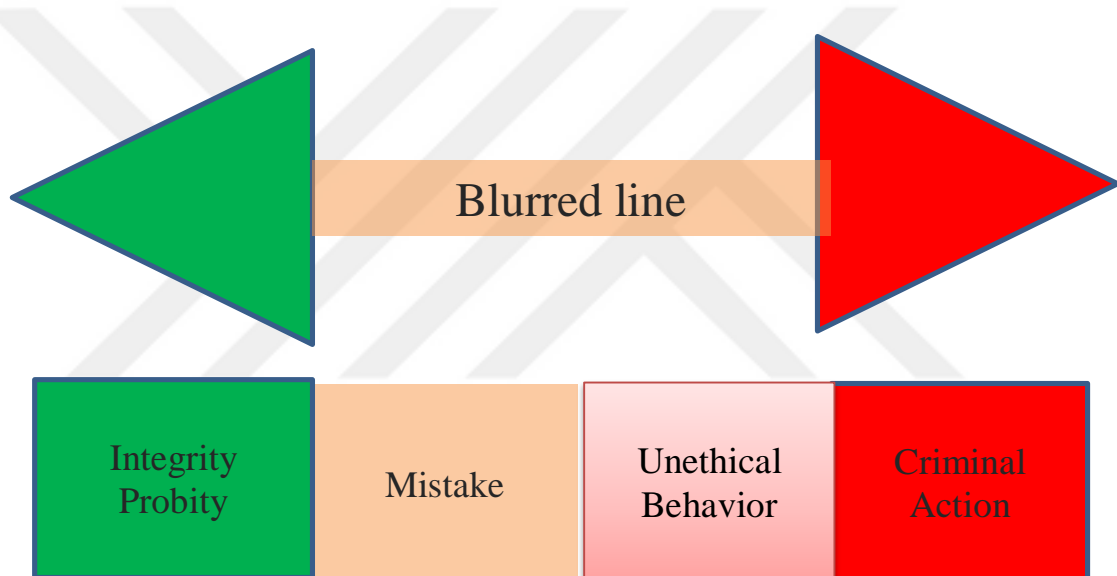 Blurred line
Integrity
Probity
Mistake
Unethical
Behavior
Criminal
Action